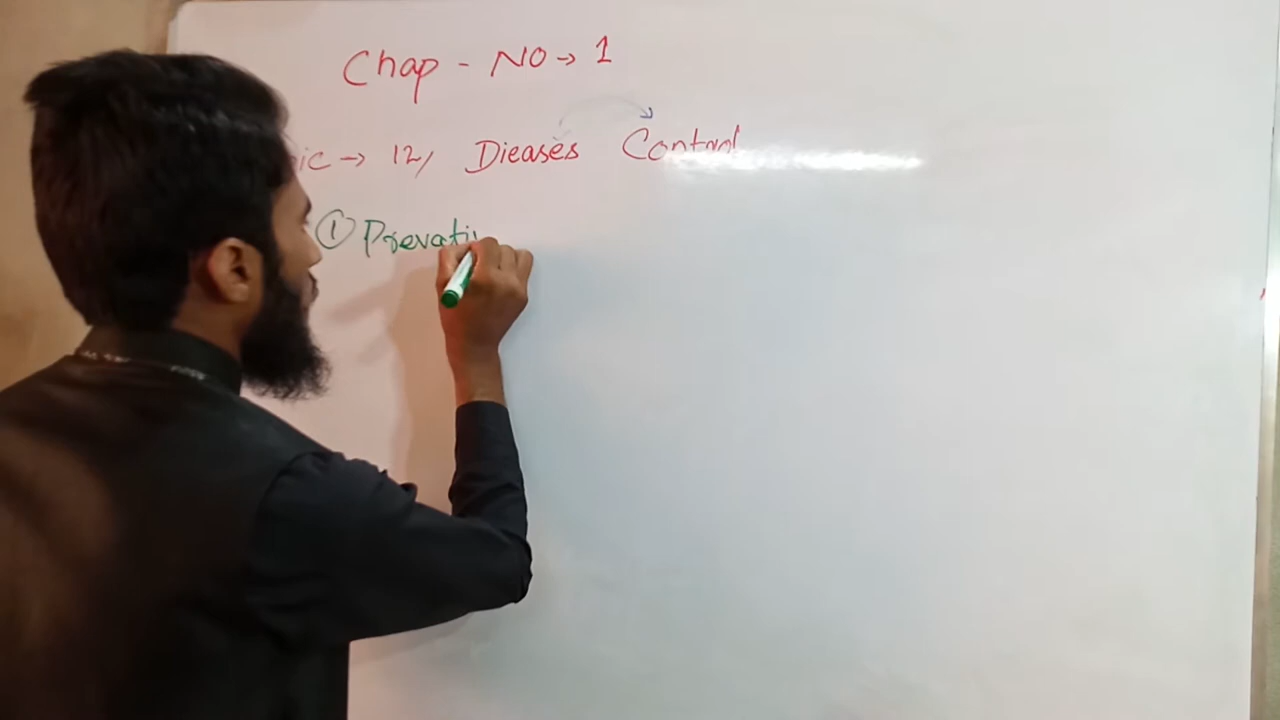 Chap - NO → 1
ic → 12, Dieases Control
① Prevati